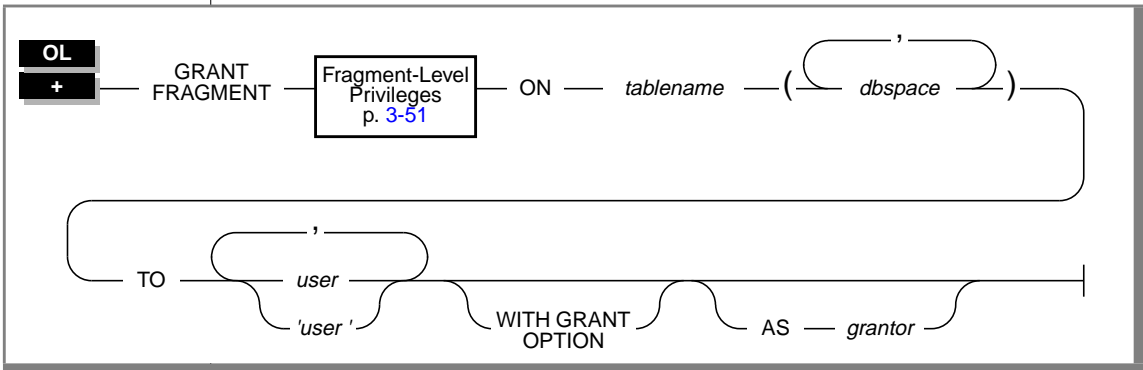 OL
+
GRANT
FRAGMENT
Fragment-Level
Privileges
p. 3-51
ON
tablename
(
,
dbspace
)
TO
,
user
'user '
WITH GRANT
OPTION
AS
grantor